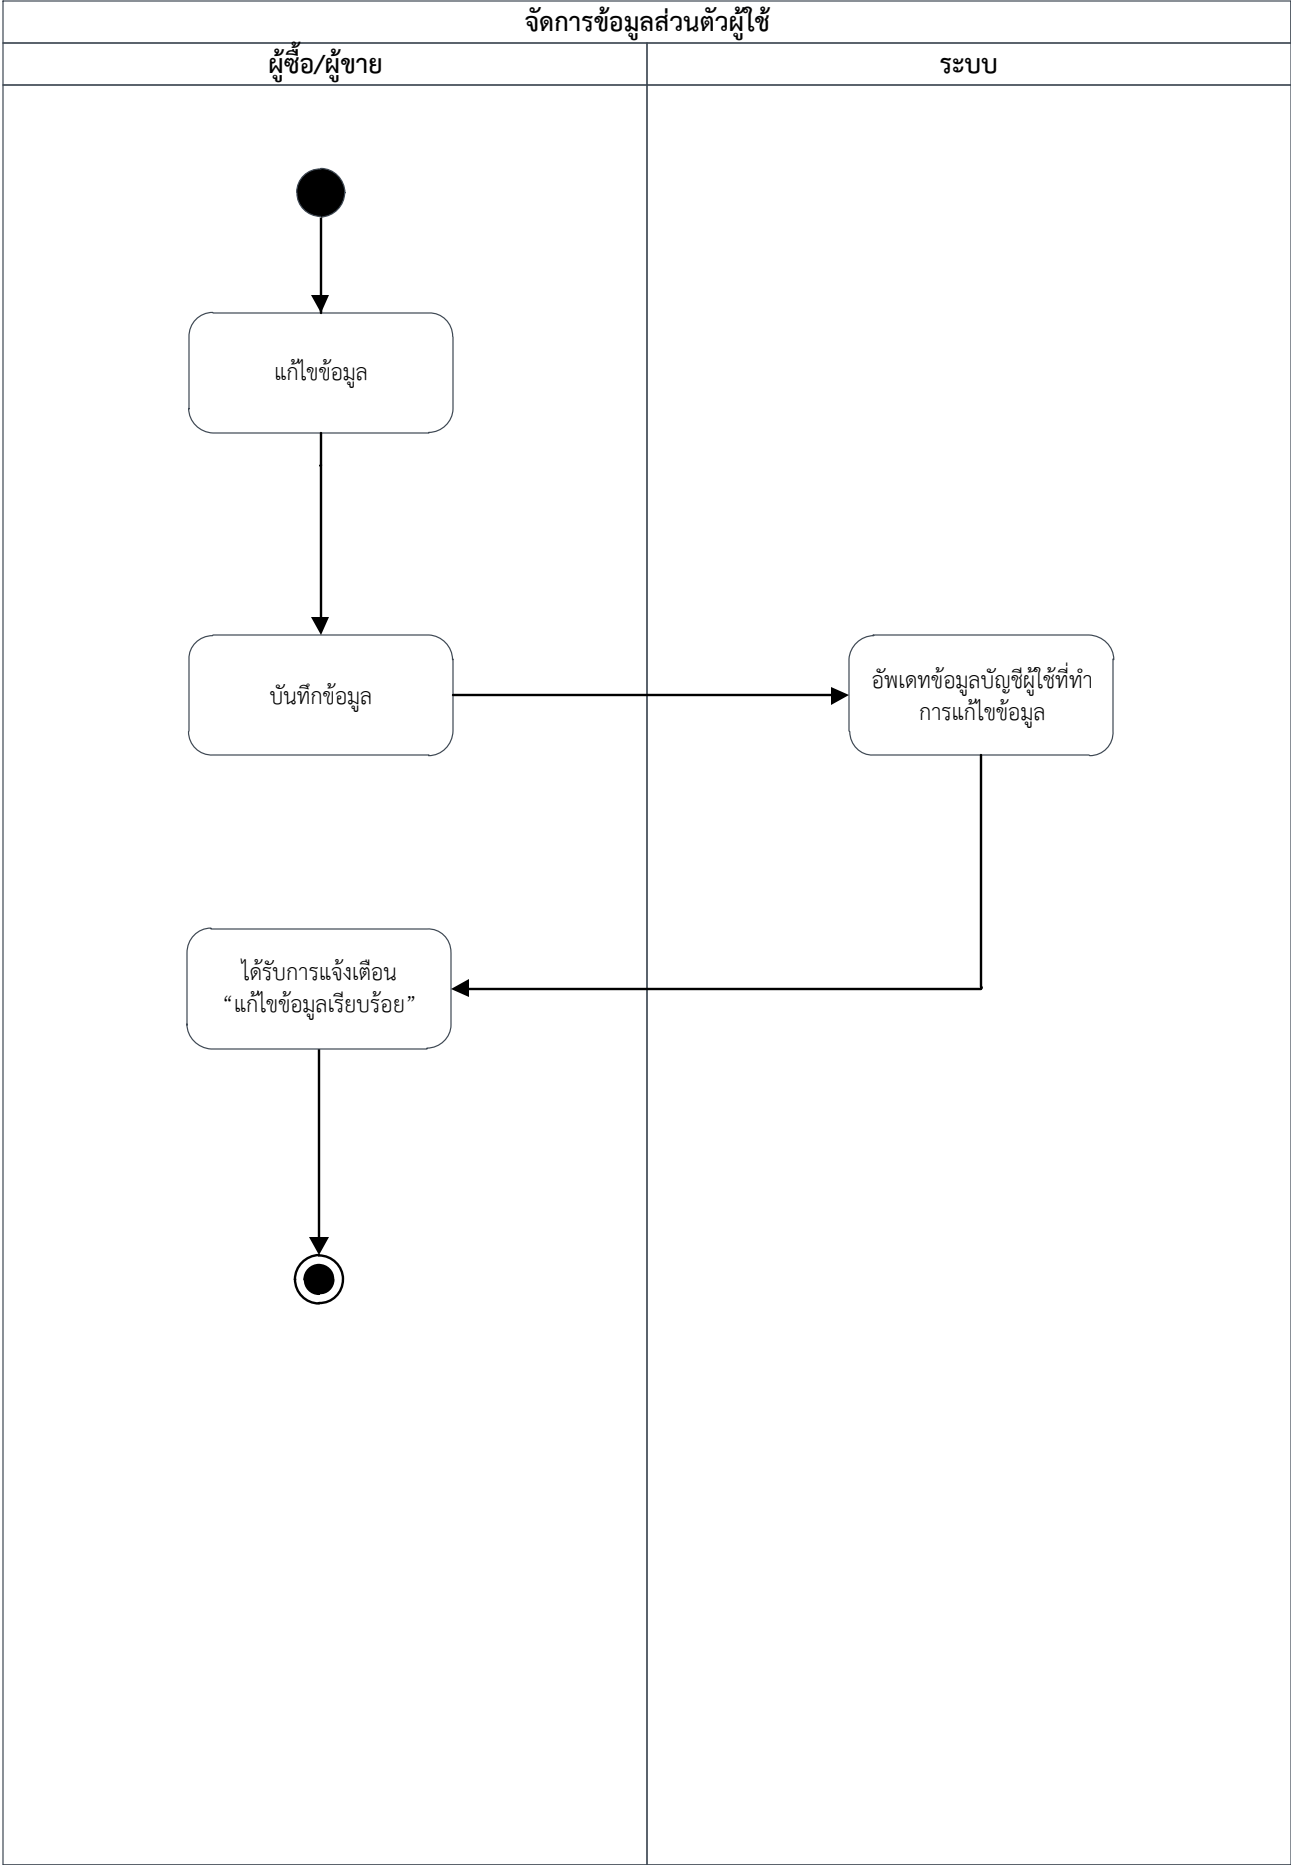 จัดการข้อมูลส่วนตัวผู้ใช้
ผู้ซื้อ/ผู้ขาย
ระบบ
แก้ไขข้อมูล
บันทึกข้อมูล
อัพเดทข้อมูลบัญชีผู้ใช้ที่ทำ
การแก้ไขข้อมูล
ได้รับการแจ้งเตือน
“แก้ไขข้อมูลเรียบร้อย”